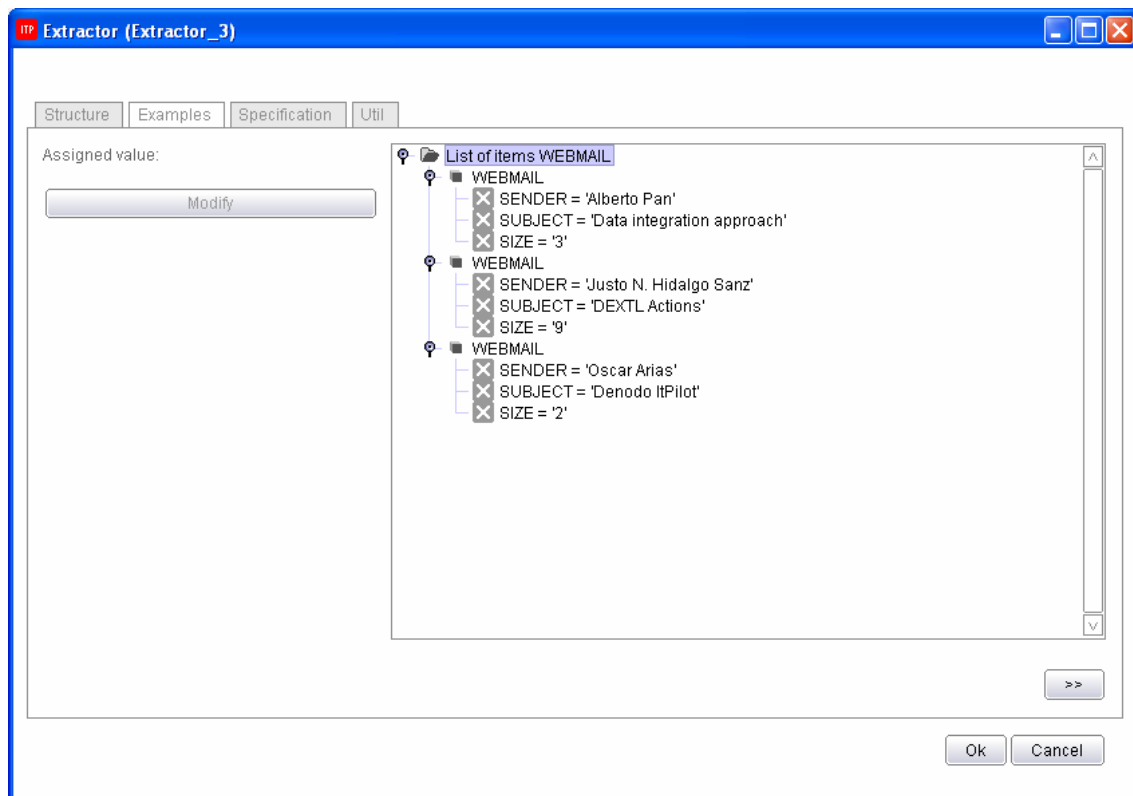 ITP Extractor (Extractor_3)
Structure Examples Specification Util
Assigned value:
Modify
List of items WEBMAIL
WEBMAIL
SENDER = 'Alberto Pan'
SUBJECT = 'Data integration approach'
SIZE = '3'
WEBMAIL
SENDER = 'Justo N. Hidalgo Sanz'
SUBJECT = 'DEXTL Actions'
SIZE = '9'
WEBMAIL
SENDER = 'Oscar Arias'
SUBJECT = 'Denodo ItPilot'
SIZE = '2'
>>
Ok Cancel